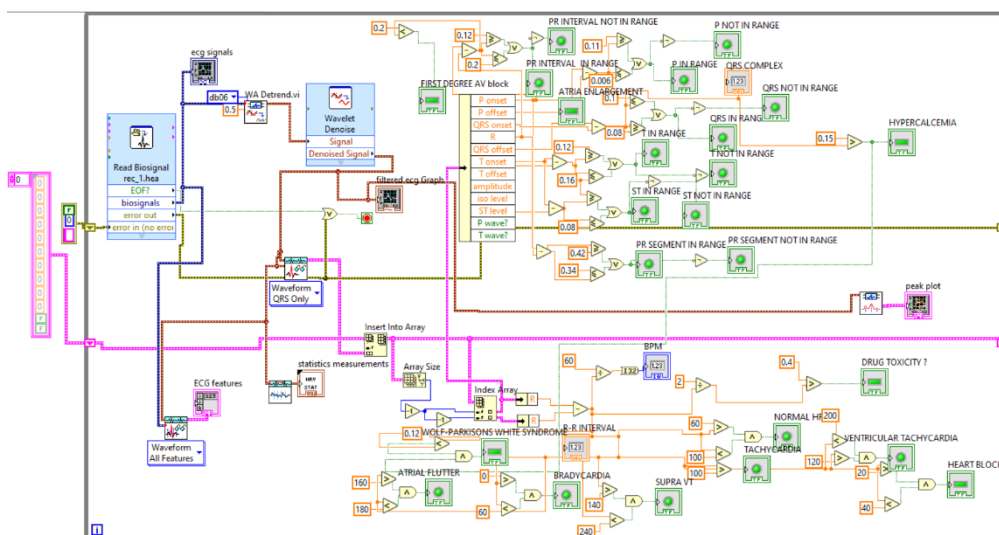 PR INTERVAL NOT IN RANGE
P NOT IN RANGE
0.2
0.12
0.11
0.2
ecg signals
PR INTERVAL IN RANGE
P IN RANGE
QRS COMPLEX
0.006
123
FIRST DEGREE AV block
0.1
ATRIA ENLARGEMENT
QRS NOT IN RANGE
db06
WA Detrend.vi
0.5
Wavelet
Denoise
Signal
Denoised Signal
P onset
P offset
QRS onset
R
QRS offset
T onset
T offset
amplitude
iso level
ST level
P wave?
T wave?
0.08
QRS IN RANGE
HYPERCALCEMIA
0.15
0.12
T IN RANGE
T NOT IN RANGE
0.16
ST IN RANGE
ST NOT IN RANGE
0.08
Read Biosignal
rec_1.hea
EOF?
biosignals
error out
error in (no error
filtered ecg Graph
0
F
0
0.42
PR SEGMENT IN RANGE
PR SEGMENT NOT IN RANGE
0.34
Waveform
QRS Only
peak plot
Insert Into Array
BPM
60
I32
123
0.4
DRUG TOXICITY ?
statistics measurements
Array Size
HRV
STAT
2
Index Array
R
R
-1
ECG features
NORMAL HR
200
60
WOLF-PARKISONS WHITE SYNDROME
R-R INTERVAL
123
0.12
100
100
TACHYCARDIA
VENTRICULAR TACHYCARDIA
120
20
HEART BLOCK
Waveform
All Features
ATRIAL FLUTTER
160
180
0
60
BRADYCARDIA
140
SUPRA VT
240
40
i